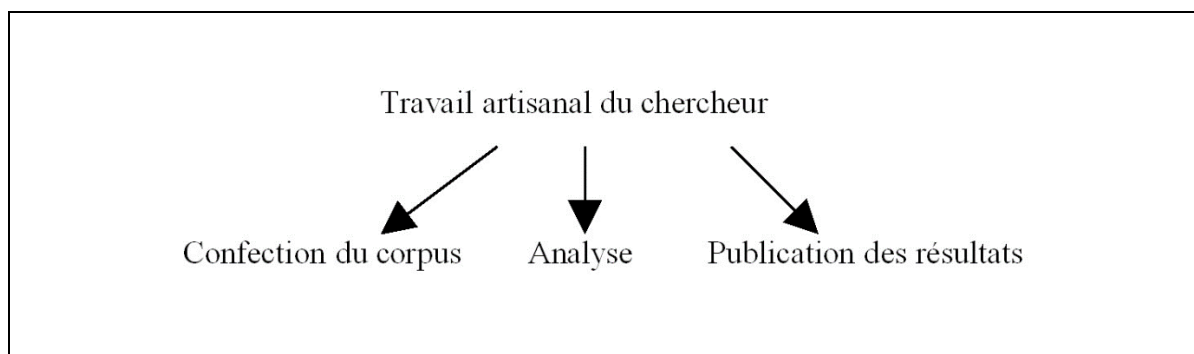 Travail artisanal du chercheur
Confection du corpus Analyse Publication des résultats